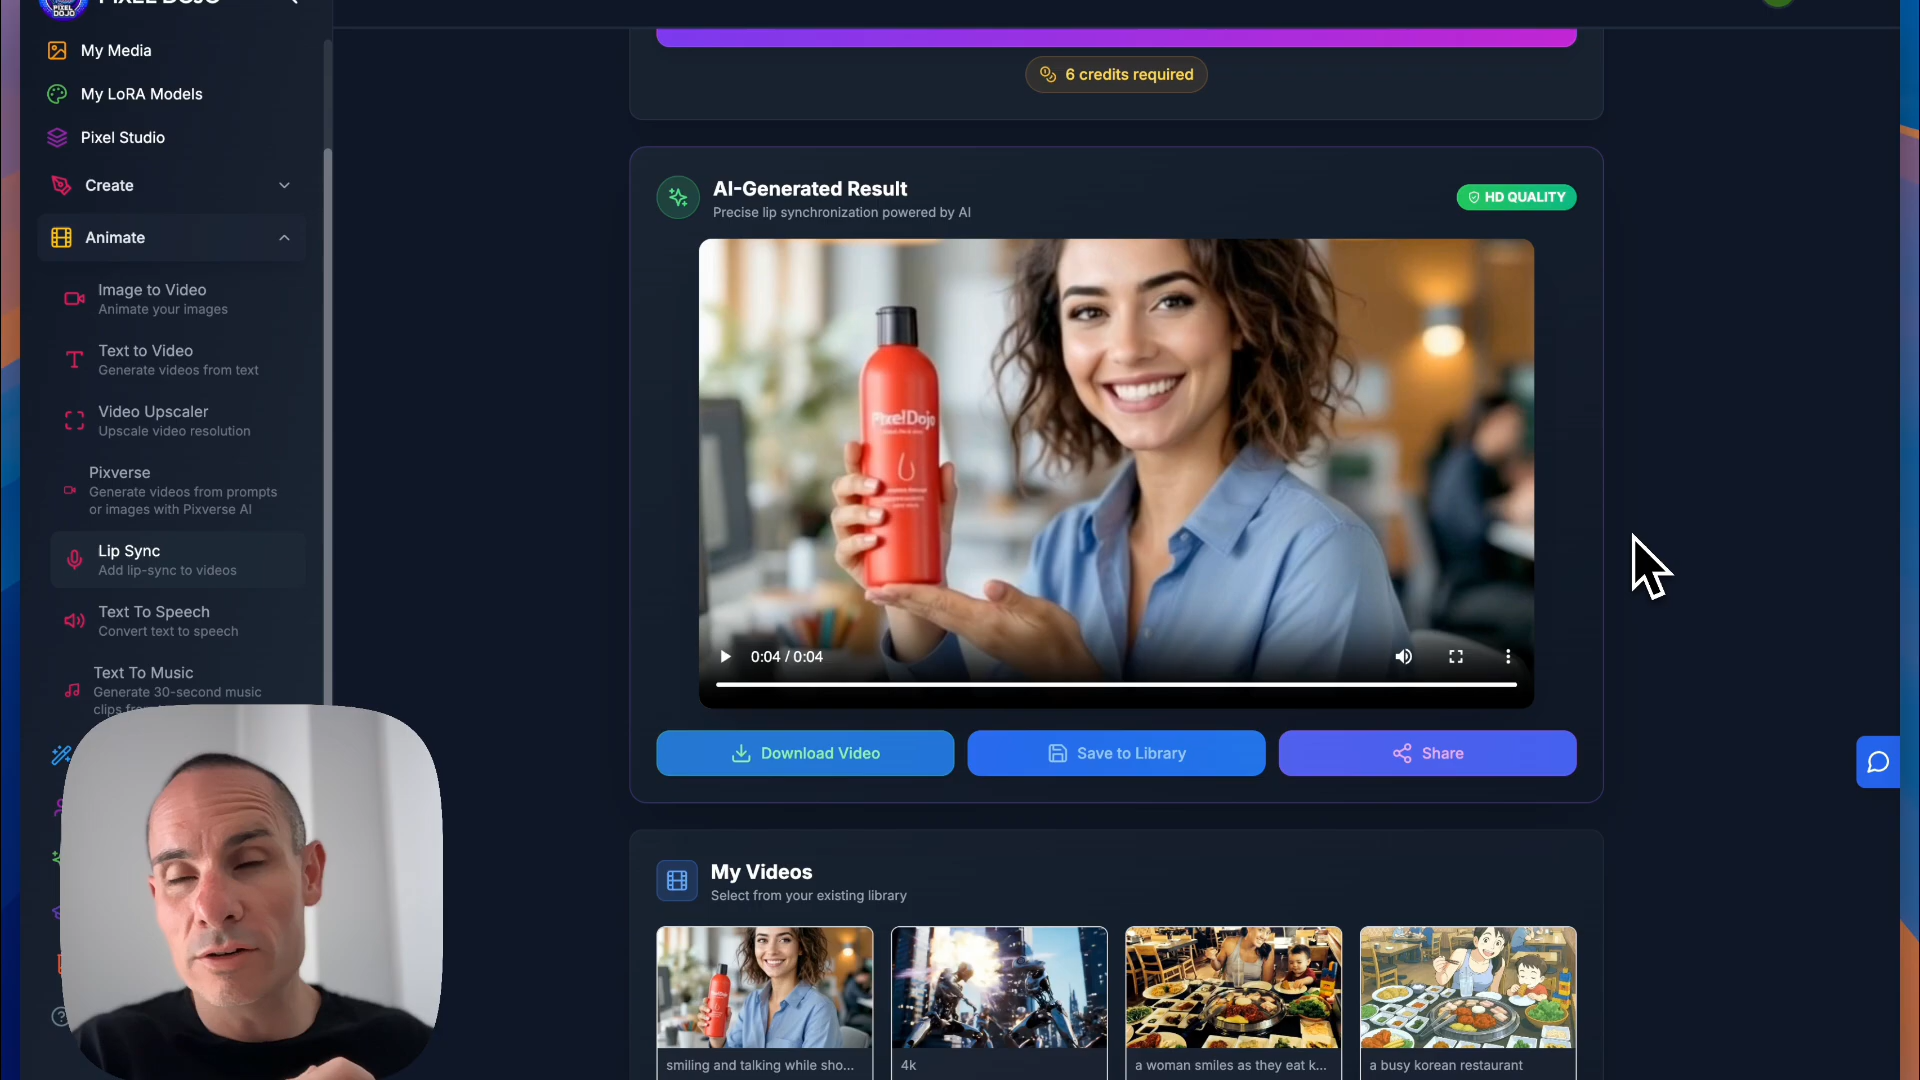 PIXEL DOJO
My Media
My LoRA Models
Pixel Studio
Create
Animate
Image to Video
Animate your images
Text to Video
Generate videos from text
Video Upscaler
Upscale video resolution
Pixverse
Generate videos from prompts
or images with Pixverse AI
Lip Sync
Add lip-sync to videos
Text To Speech
Convert text to speech
Text To Music
Generate 30-second music
clips
6 credits required
AI-Generated Result
Precise lip synchronization powered by AI
HD QUALITY
PixelDojo
0:04 / 0:04
Download Video
Save to Library
Share
My Videos
Select from your existing library
smiling and talking while sho...
4k
a woman smiles as they eat k...
a busy korean restaurant